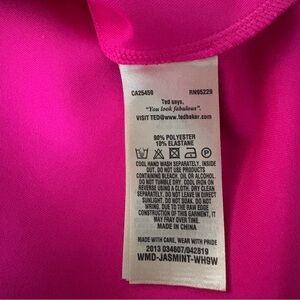 CA25459 RN95229
Ted says,
"You look fabulous".
VISIT TED@www.tedbaker.com
90% POLYESTER
10% ELASTANE
COOL HAND WASH SEPARATELY, INSIDE
OUT. DO NOT USE PRODUCTS
CONTAINING BLEACH, OIL OR ALCOHOL.
DO NOT TUMBLE DRY. COOL IRON ON
REVERSE USING A CLOTH. DRY CLEAN
SEPARATELY. DO NOT LEAVE IN DIRECT
SUNLIGHT. DO NOT SOAK. DO NOT
WRING. DUE TO THE RAW EDGE
CONSTRUCTION OF THIS GARMENT, IT
MAY FRAY OVER TIME.
MADE IN CHINA
MADE WITH CARE, WEAR WITH PRIDE
2013 034607/042819
WMD-JASMINT-WH9W